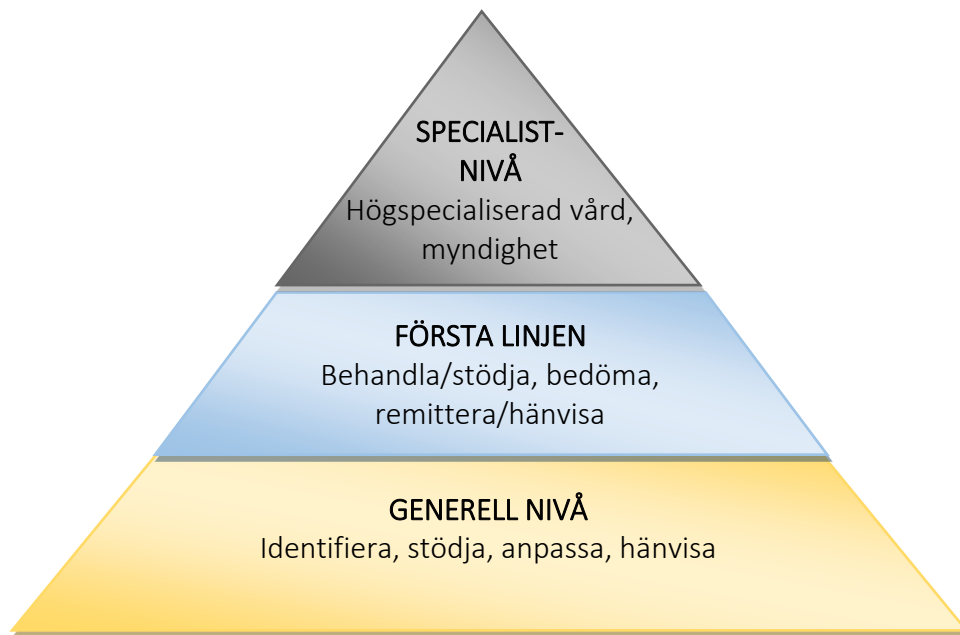 SPECIALIST-
NIVÅ
Högspecialiserad vård,
myndighet
FÖRSTA LINJEN
Behandla/stödja, bedöma,
remittera/hänvisa
GENERELL NIVÅ
Identifiera, stödja, anpassa, hänvisa